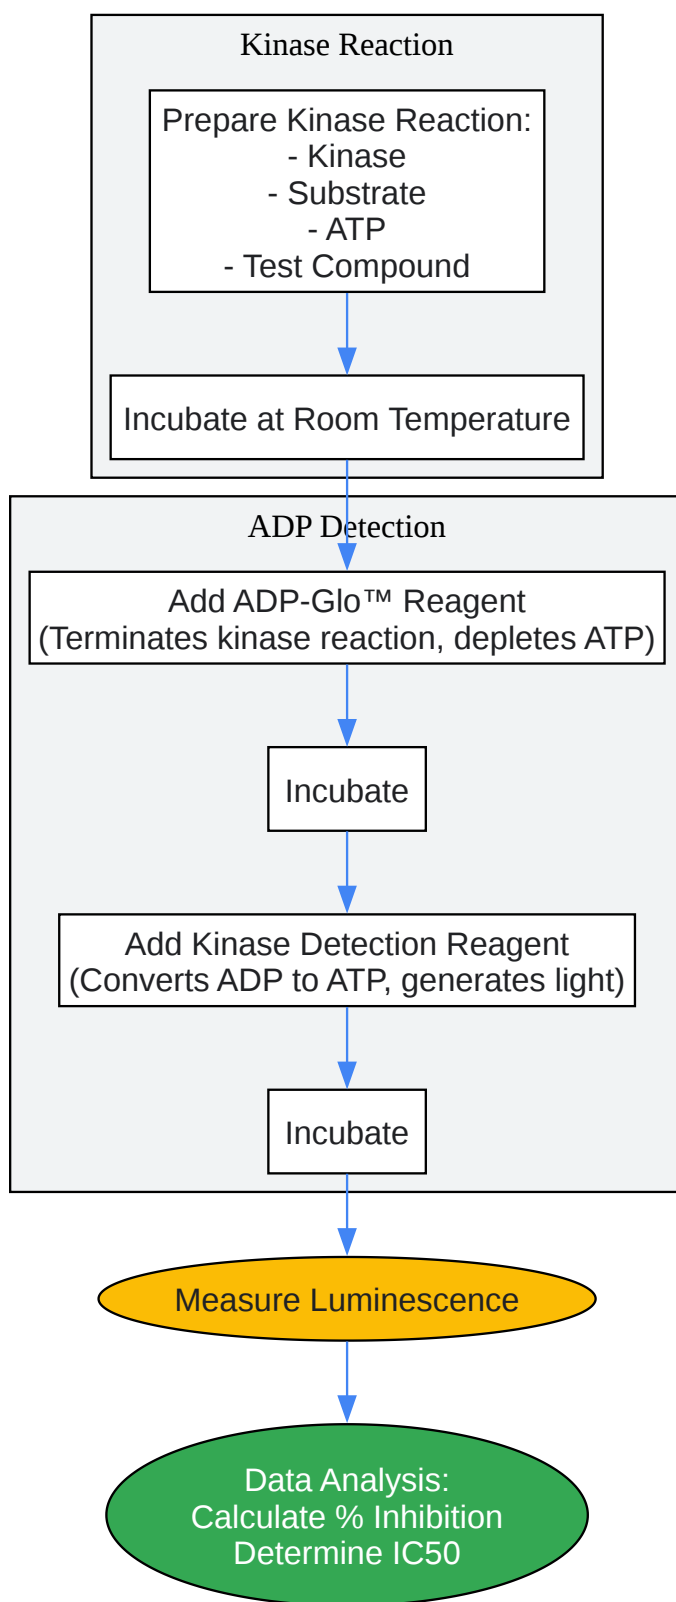 Kinase Reaction
Prepare Kinase Reaction:
- Kinase
- Substrate
- ATP
- Test Compound
Incubate at Room Temperature
ADP Detection
Add ADP-Glo™ Reagent
(Terminates kinase reaction, depletes ATP)
Incubate
Add Kinase Detection Reagent
(Converts ADP to ATP, generates light)
Incubate
Measure Luminescence
Data Analysis:
Calculate % Inhibition
Determine IC50